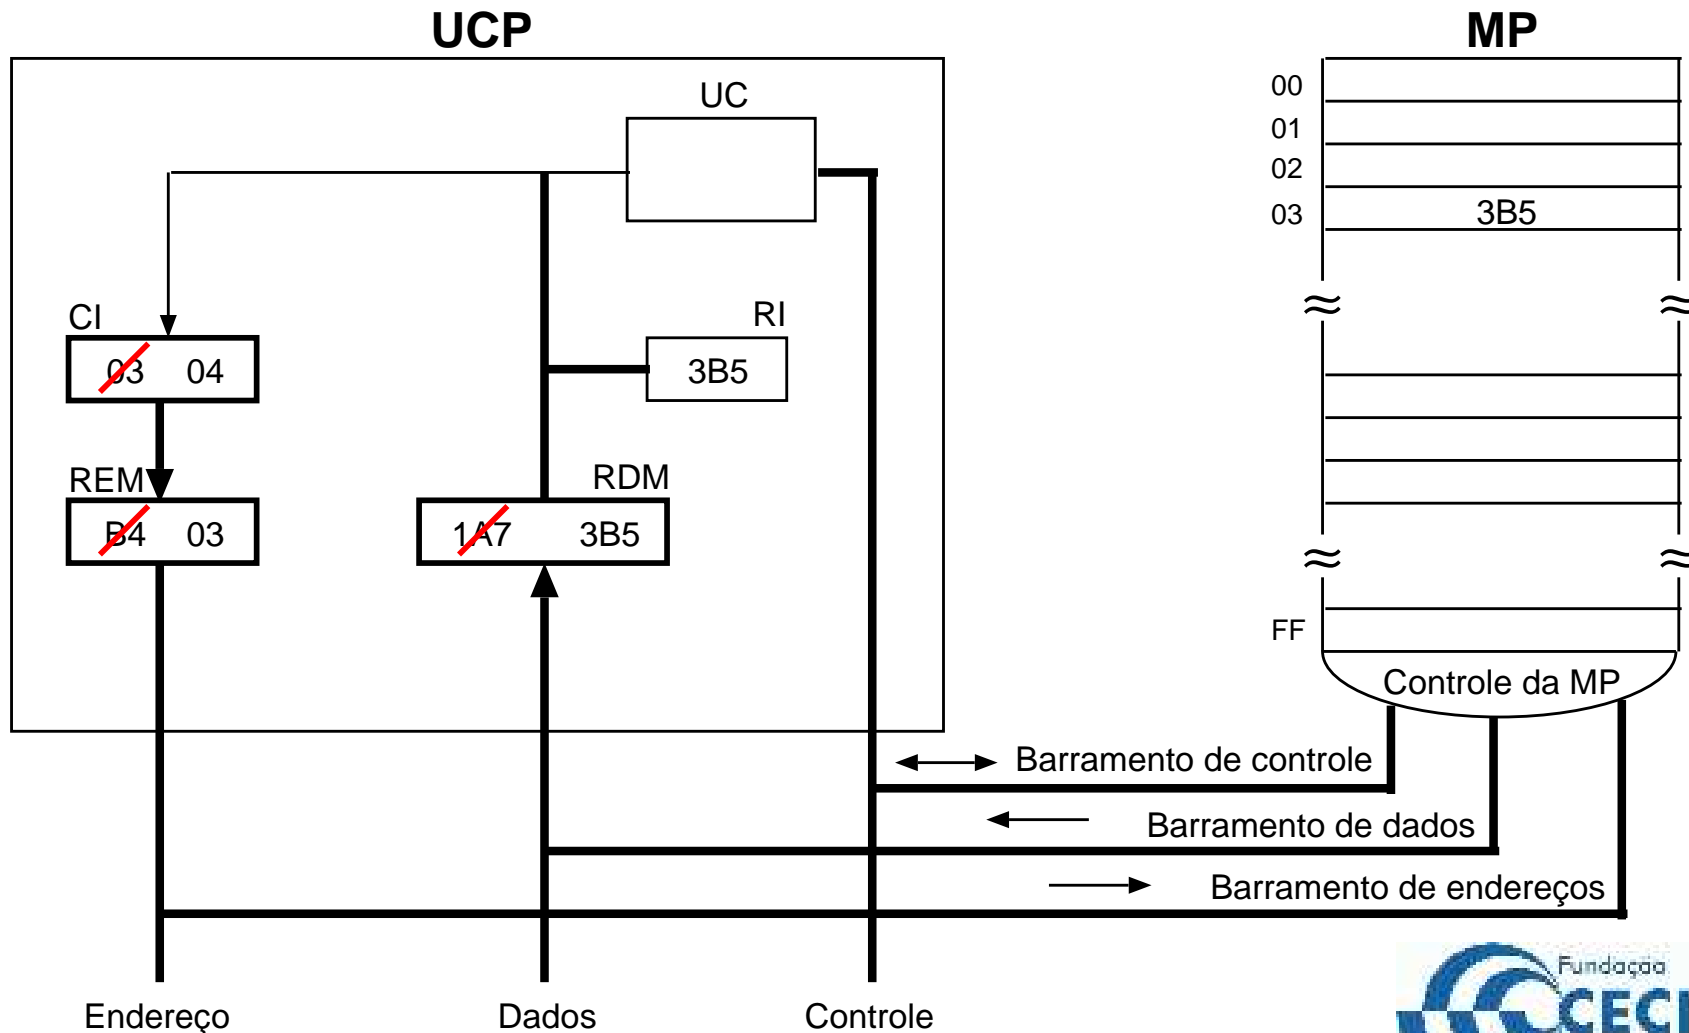 UCP
MP
UC
00
01
02
03 3B5
CI
03 04
RI
3B5
REM
B4 03
RDM
1A7 3B5
FF
Controle da MP
Barramento de controle
Barramento de dados
Barramento de endereços
Endereço
Dados
Controle
Fundação